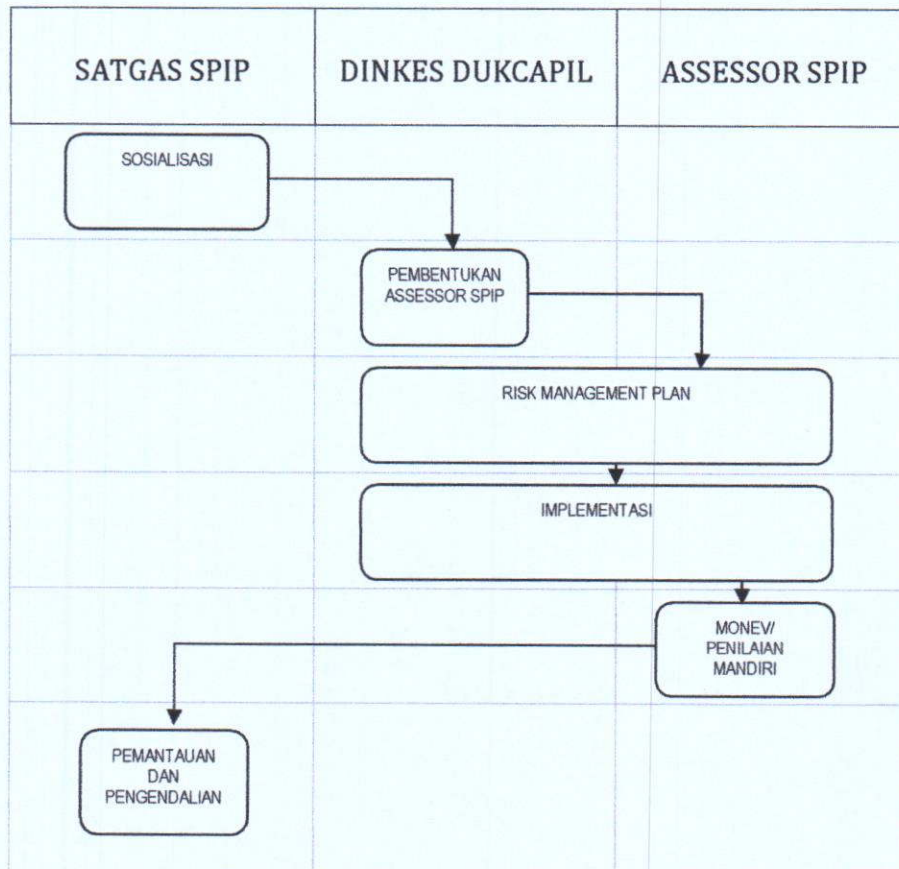 SATGAS SPIP
DINKES DUKCAPIL
ASSESSOR SPIP
SOSIALISASI
PEMBENTUKAN
ASSESSOR SPIP
RISK MANAGEMENT PLAN
IMPLEMENTASI
MONEV/
PENILAIAN
MANDIRI
PEMANTAUAN
DAN
PENGENDALIAN